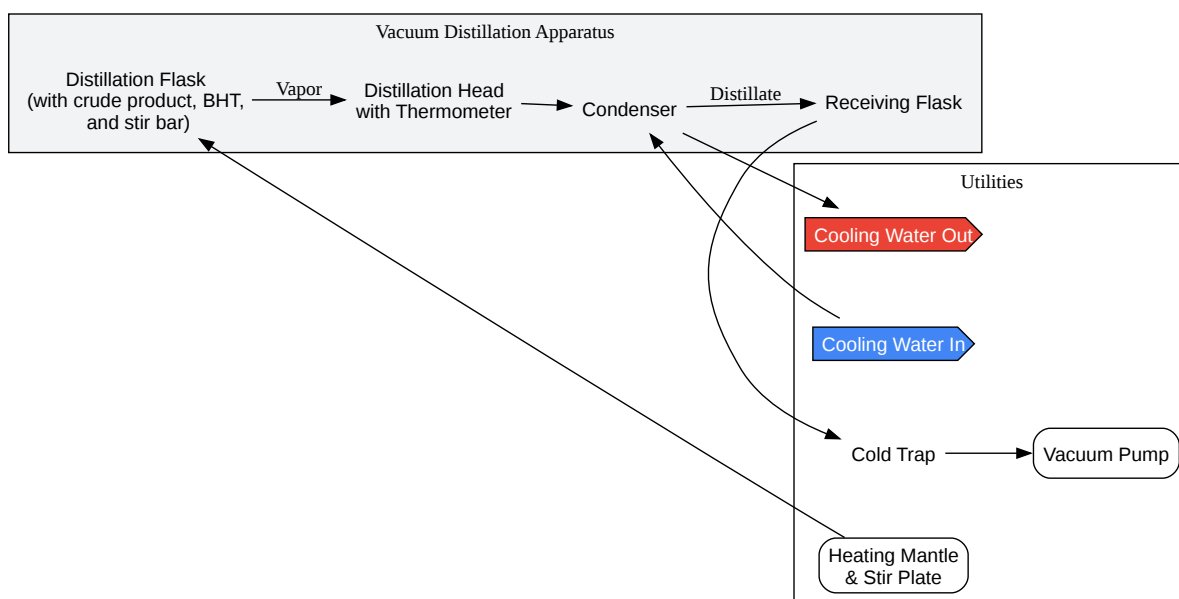 Vacuum Distillation Apparatus
Distillation Flask
(with crude product, BHT,
and stir bar)
Vapor
Distillation Head
with Thermometer
Condenser
Distillate
Receiving Flask
Utilities
Cooling Water Out
Cooling Water In
Cold Trap
Vacuum Pump
Heating Mantle
& Stir Plate